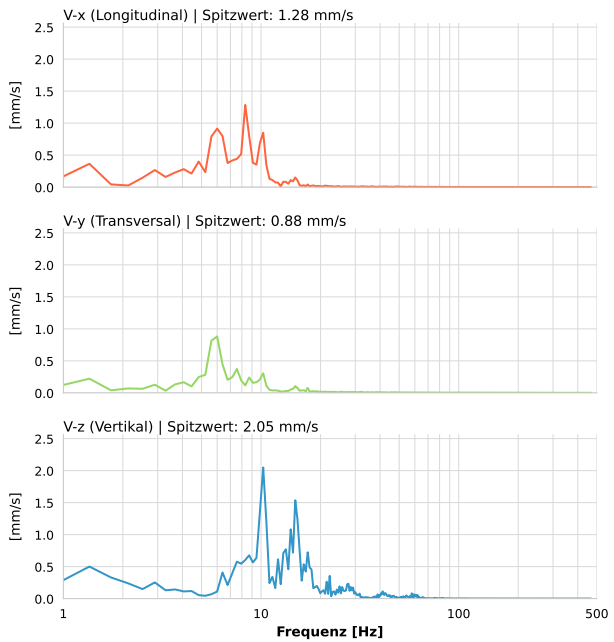 V-x (Longitudinal) | Spitzwert: 1.28 mm/s
2.5
2.0
1.5
1.0
0.5
0.0
[mm/s]
V-y (Transversal) | Spitzwert: 0.88 mm/s
2.5
2.0
1.5
1.0
0.5
0.0
[mm/s]
V-z (Vertikal) | Spitzwert: 2.05 mm/s
2.5
2.0
1.5
1.0
0.5
0.0
[mm/s]
1 10 100 500
Frequenz [Hz]